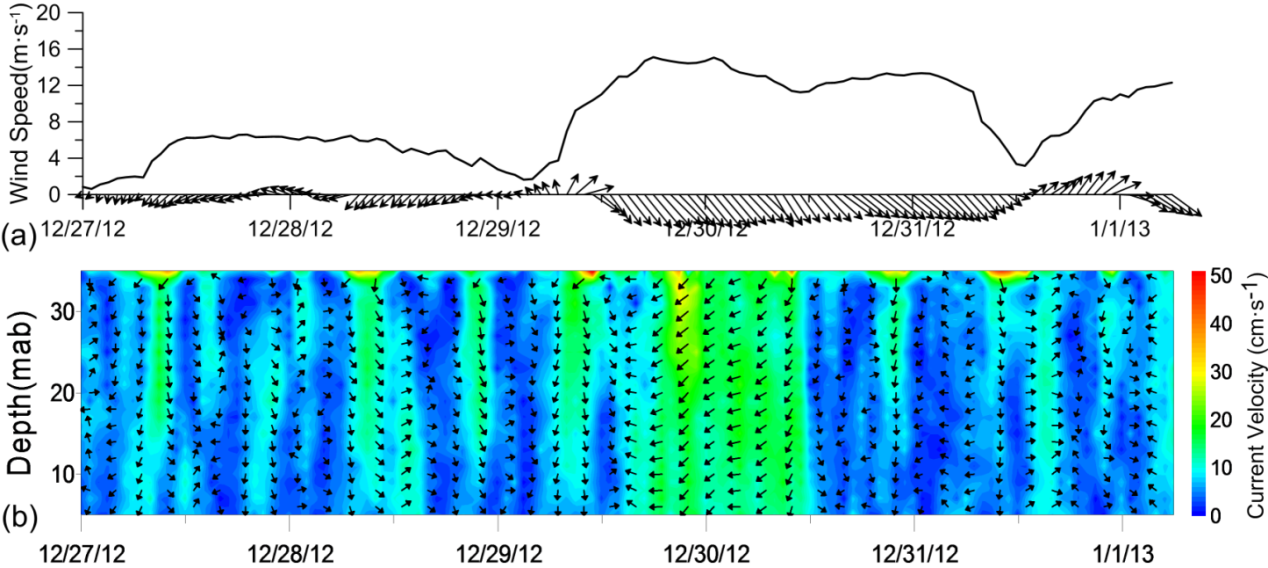 Wind Speed(m·s⁻¹)
20
16
12
8
4
0
(a)
12/27/12 12/28/12 12/29/12 12/30/12 12/31/12 1/1/13
Depth(mab)
30
20
10
(b)
12/27/12 12/28/12 12/29/12 12/30/12 12/31/12 1/1/13
50
40
30
20
10
0
Current Velocity (cm·s⁻¹)